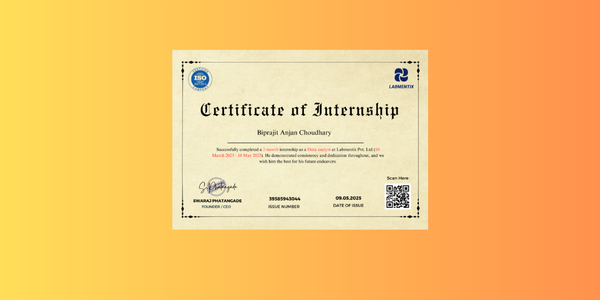 ISO
LABMENTIX
Certificate of Internship
Biprajit Anjan Choudhary
Successfully completed a 2 month internship as a Data analyst at Labmentix Pvt. Ltd (10
March 2025 - 10 May 2025). He demonstrated consistency and dedication throughout, and we
wish him the best for his future endeavors
Scan Here
SWARAJ PHATANGADE
FOUNDER / CEO
39585943044
ISSUE NUMBER
09.05.2025
DATE OF ISSUE